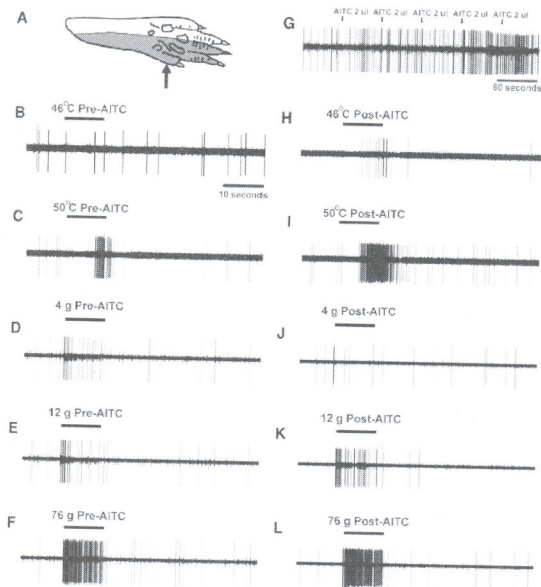 A
G
AITC 2 ul AITC 2 ul AITC 2 ul AITC 2 ul AITC 2 ul
60 seconds
B
46°C Pre-AITC
10 seconds
H
46°C Post-AITC
C
50°C Pre-AITC
I
50°C Post-AITC
D
4 g Pre-AITC
J
4 g Post-AITC
E
12 g Pre-AITC
K
12 g Post-AITC
F
76 g Pre-AITC
L
76 g Post-AITC